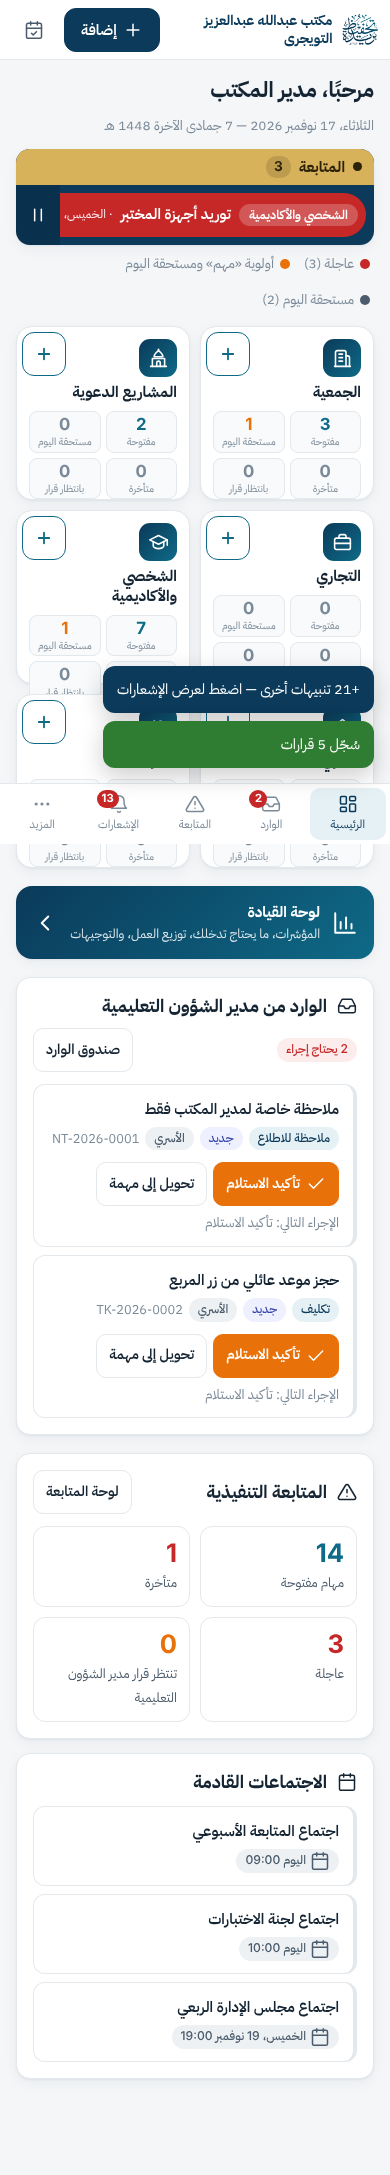 مكتب عبدالله عبدالعزيز
التويجري
إضافة
مرحبًا، مدير المكتب
الثلاثاء، 17 نوفمبر 2026 — 7 جمادى الآخرة 1448 هـ
المتابعة 3
الشخصي والأكاديمية توريد أجهزة المختبر · الخميس،
عاجلة (3) أولوية «مهم» ومستحقة اليوم
مستحقة اليوم (2)
الجمعية
3 مفتوحة
1 مستحقة اليوم
0 متأخرة
0 بانتظار قرار
المشاريع الدعوية
2 مفتوحة
0 مستحقة اليوم
0 متأخرة
0 بانتظار قرار
التجاري
0 مفتوحة
0 مستحقة اليوم
0
0
الشخصي
والأكاديمية
7 مفتوحة
1 مستحقة اليوم
0 بانتظار قرار
+21 تنبيهات أخرى — اضغط لعرض الإشعارات
سُجّل 5 قرارات
الرئيسية
2 الوارد
المتابعة
13 الإشعارات
المزيد
متأخرة
بانتظار قرار
متأخرة
بانتظار قرار
لوحة القيادة
المؤشرات، ما يحتاج تدخلك، توزيع العمل، والتوجيهات
الوارد من مدير الشؤون التعليمية
2 يحتاج إجراء
صندوق الوارد
ملاحظة خاصة لمدير المكتب فقط
ملاحظة للاطلاع جديد الأسري NT-2026-0001
تأكيد الاستلام تحويل إلى مهمة
الإجراء التالي: تأكيد الاستلام
حجز موعد عائلي من زر المربع
تكليف جديد الأسري TK-2026-0002
تأكيد الاستلام تحويل إلى مهمة
الإجراء التالي: تأكيد الاستلام
المتابعة التنفيذية
لوحة المتابعة
14
مهام مفتوحة
1
متأخرة
3
عاجلة
0
تنتظر قرار مدير الشؤون
التعليمية
الاجتماعات القادمة
اجتماع المتابعة الأسبوعي
اليوم 09:00
اجتماع لجنة الاختبارات
اليوم 10:00
اجتماع مجلس الإدارة الربعي
الخميس، 19 نوفمبر 19:00